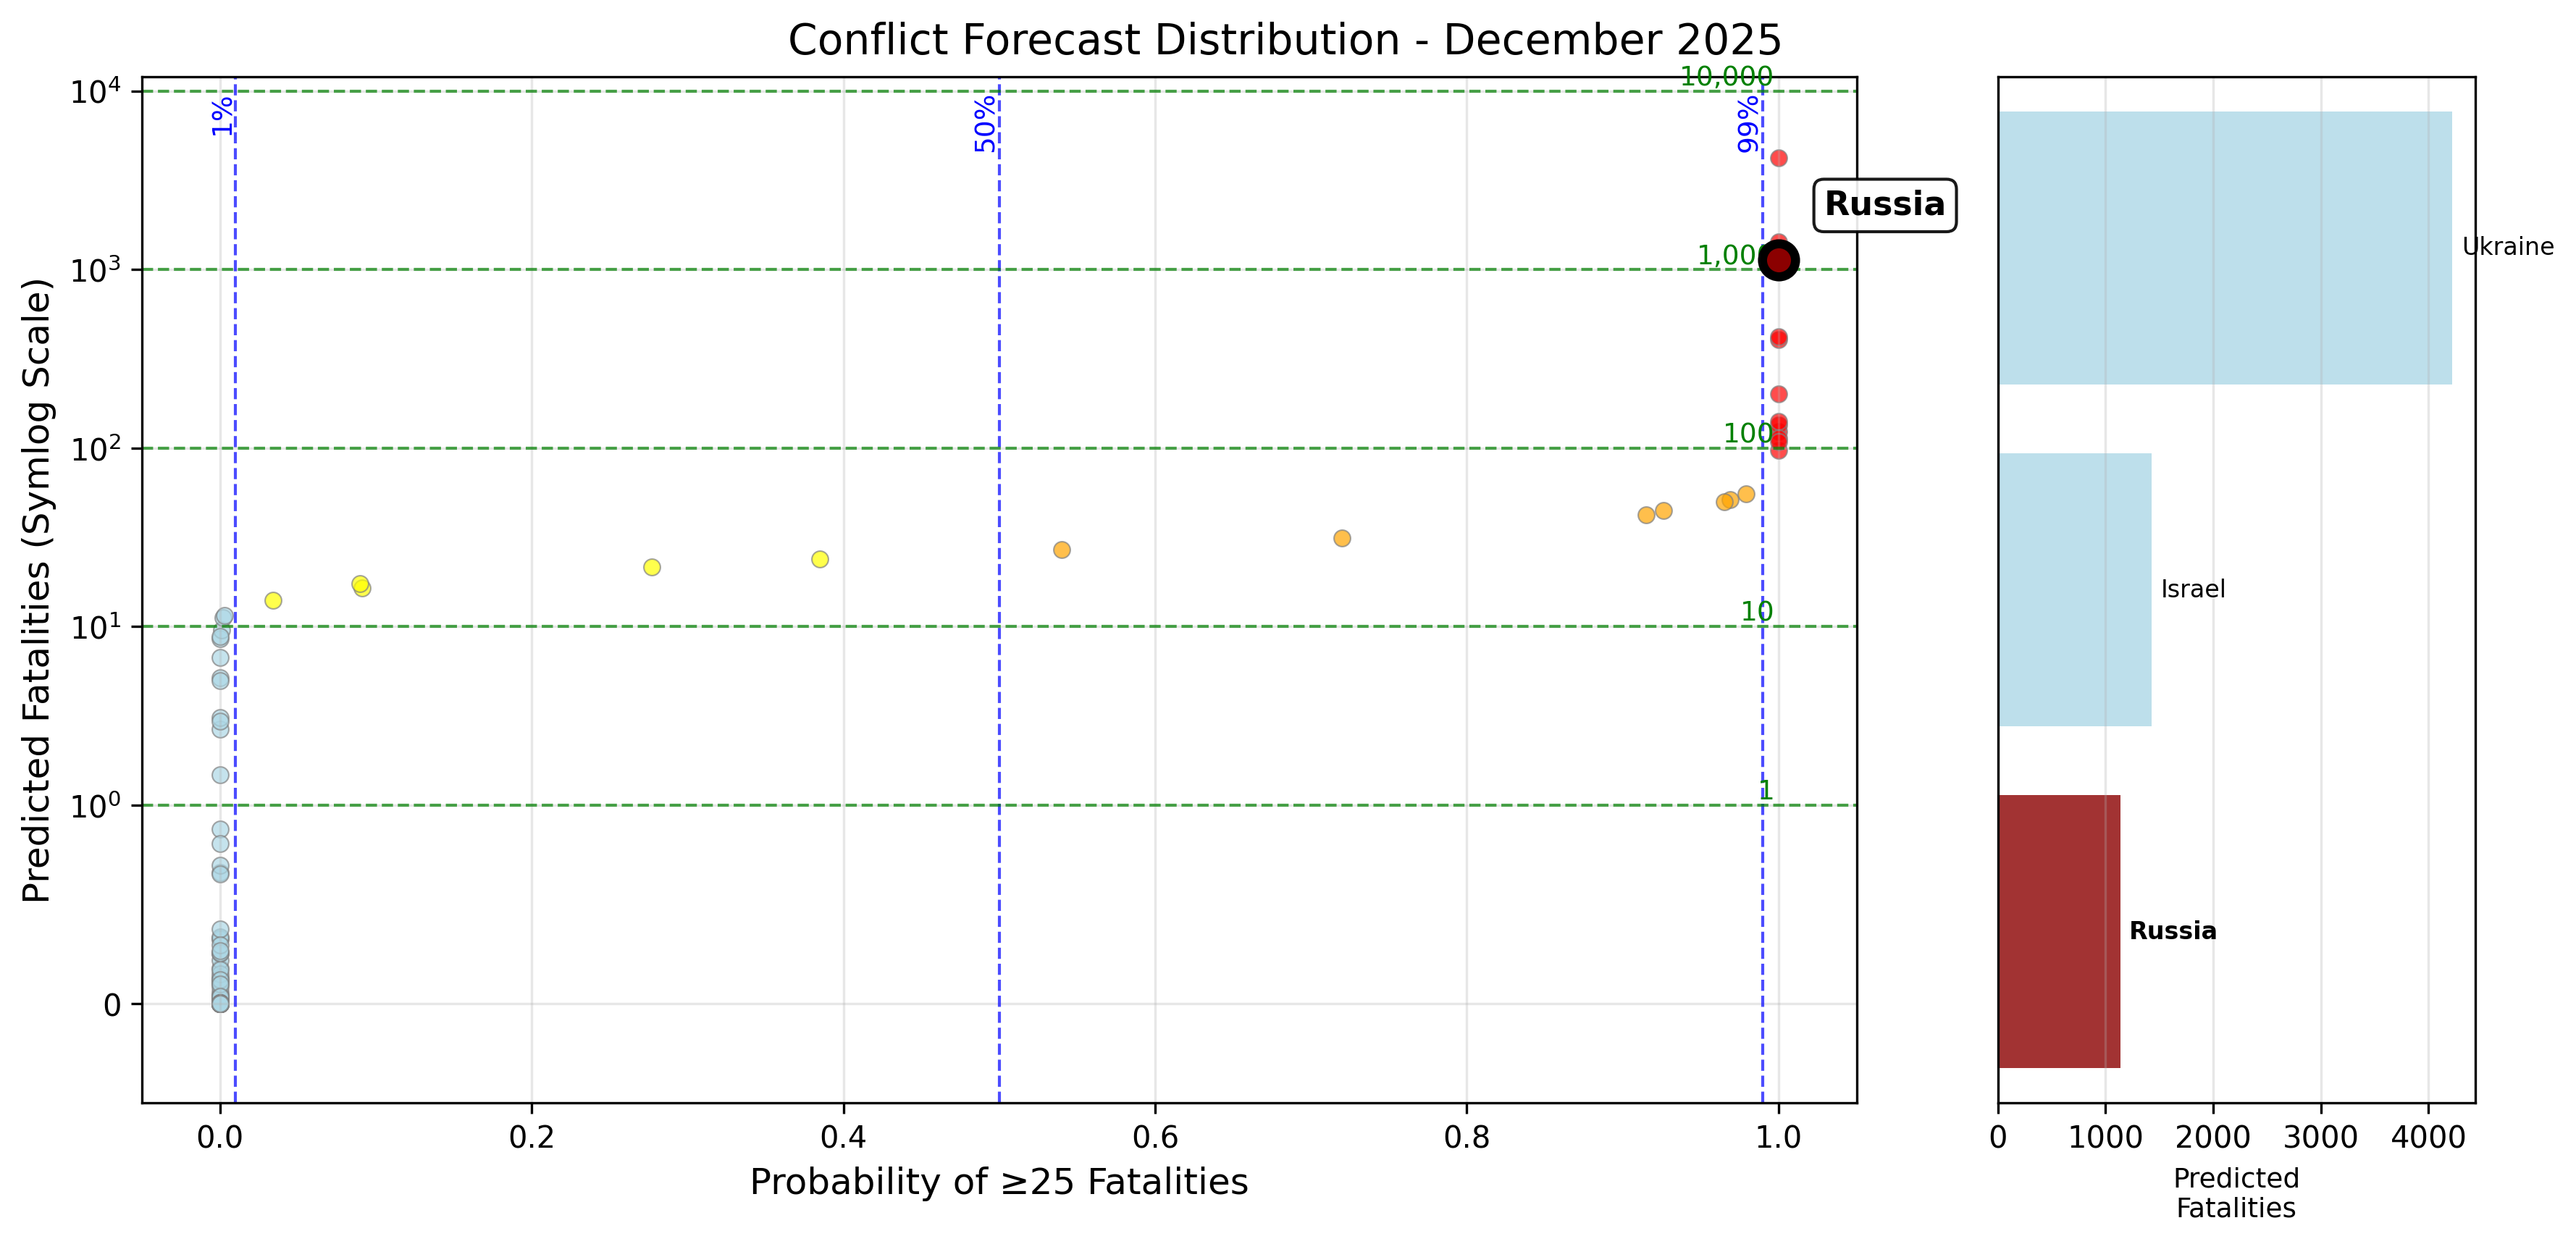 Conflict Forecast Distribution - December 2025
Predicted Fatalities (Symlog Scale)
10⁴
10³
10²
10¹
10⁰
0
1%
50%
99%
10,000
1,00
100
10
1
Russia
0.0 0.2 0.4 0.6 0.8 1.0
Probability of ≥25 Fatalities
Ukraine
Israel
Russia
0 1000 2000 3000 4000
Predicted
Fatalities